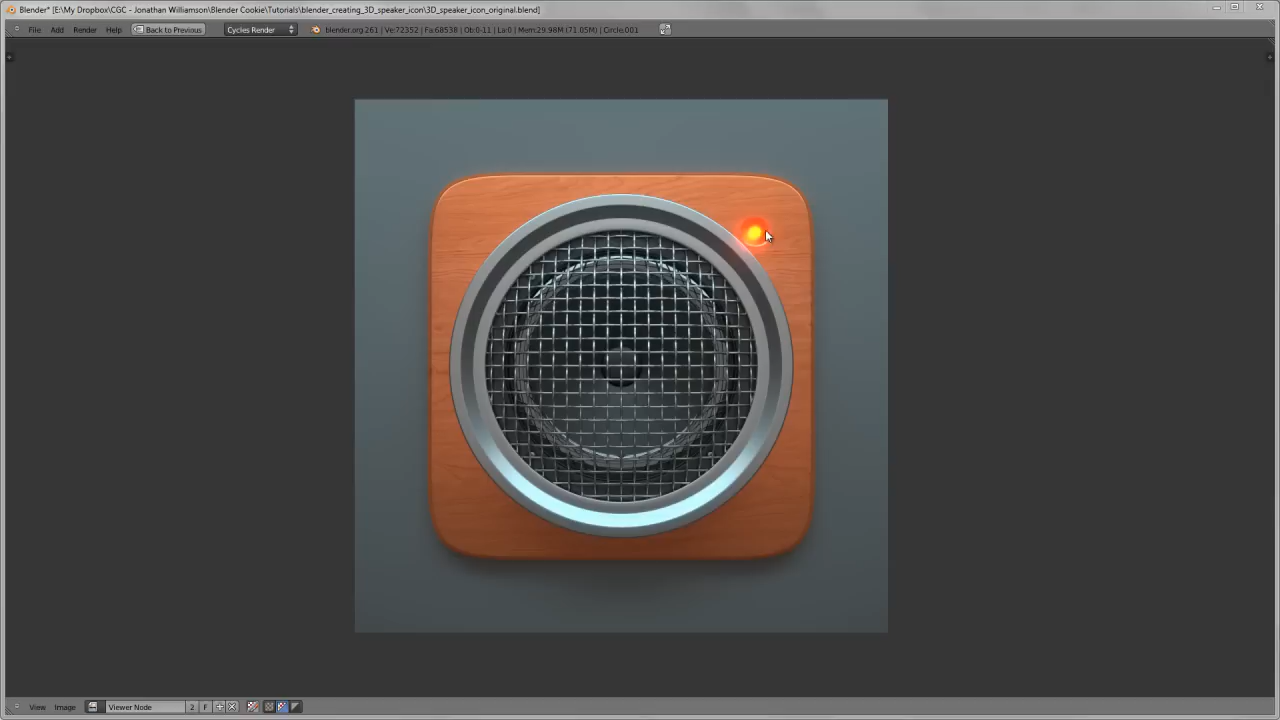 Blender* [E:\My Dropbox\CGC - Jonathan Williamson\Blender Cookie\Tutorials\blender_creating_3D_speaker_icon\3D_speaker_icon_original.blend]
File Add Render Help Back to Previous Cycles Render blender.org 261 | Ve:72352 | Fa:68538 | Ob:0-11 | La:0 | Mem:29.98M (71.05M) | Circle.001
View Image Viewer Node 2 F